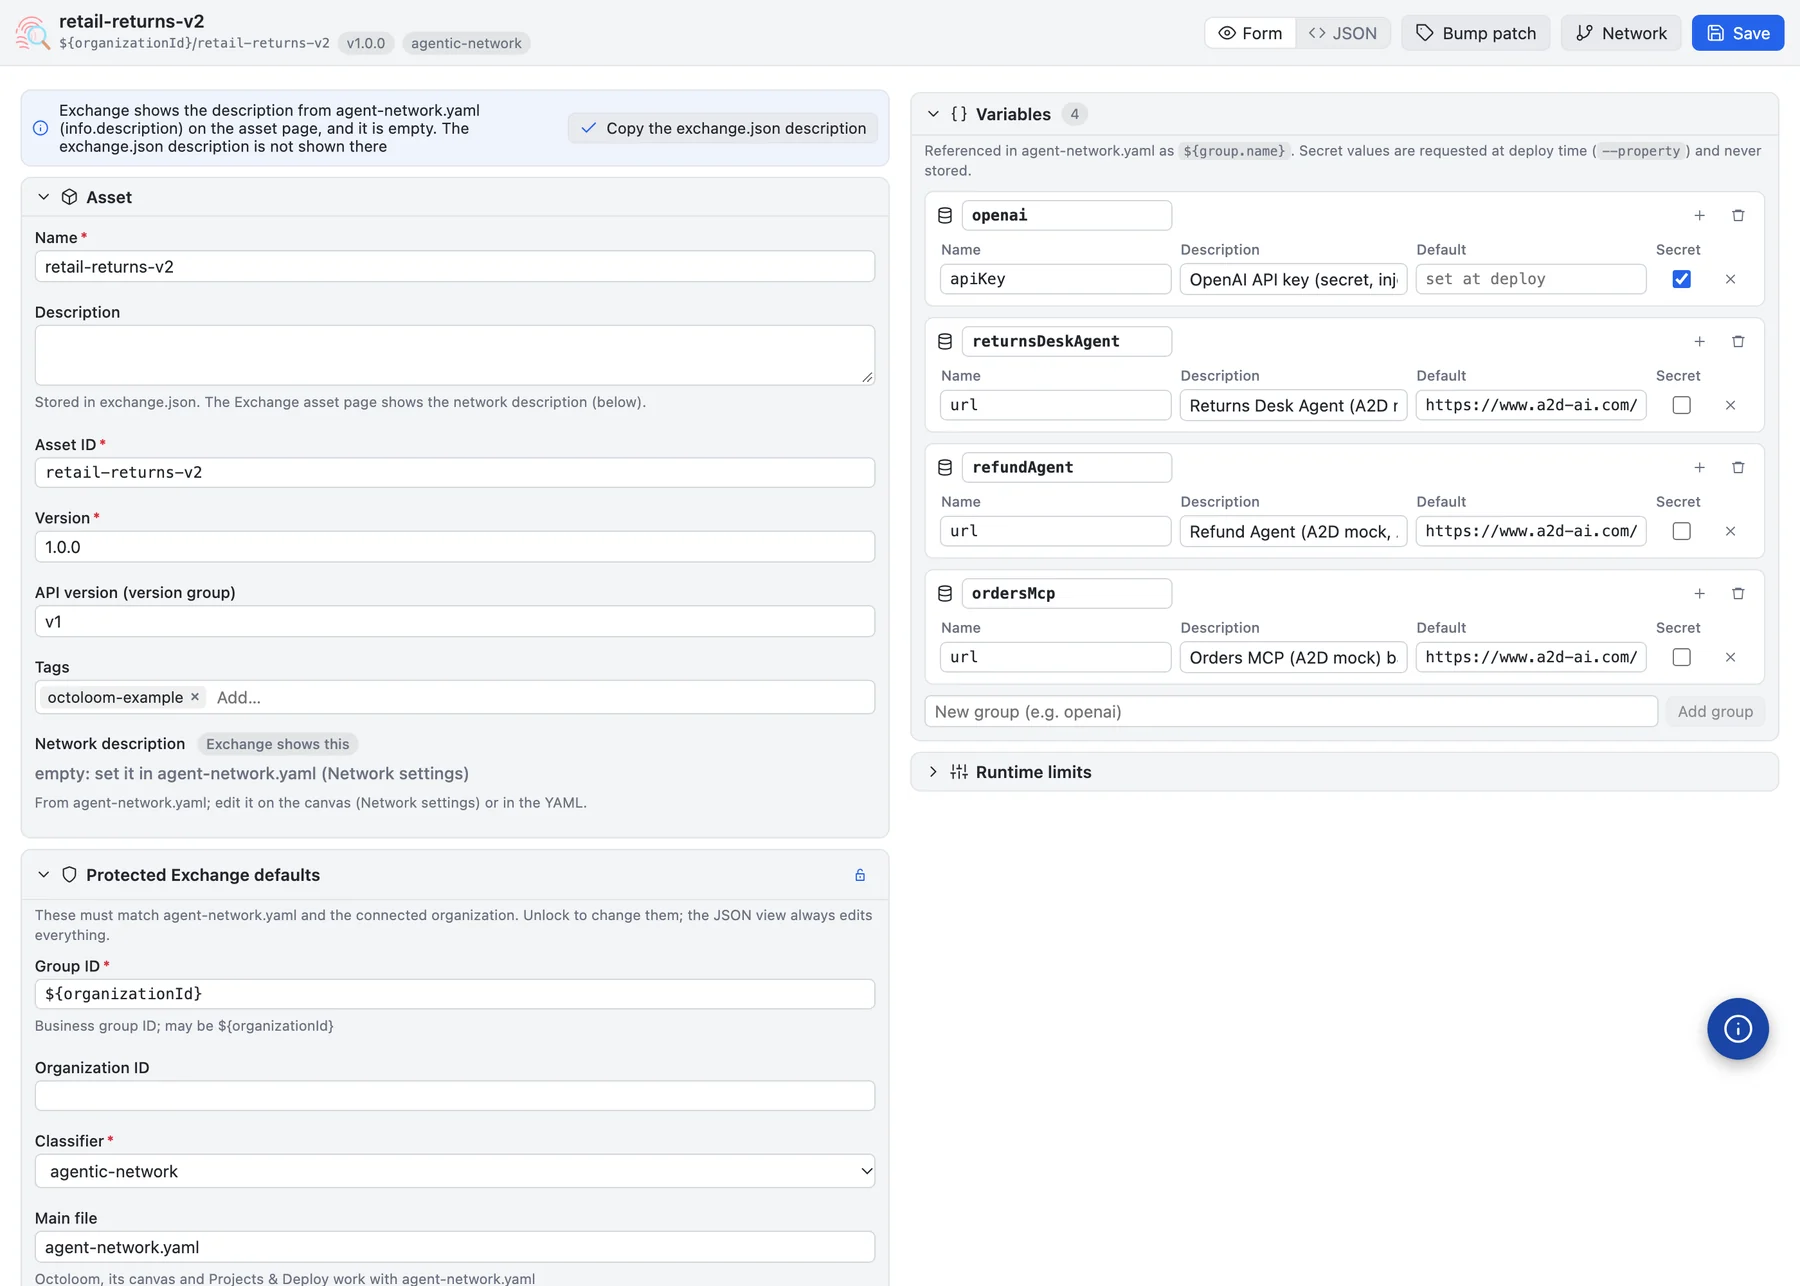 retail-returns-v2
${organizationId}/retail-returns-v2 v1.0.0 agentic-network
Form JSON Bump patch Network Save
Exchange shows the description from agent-network.yaml
(info.description) on the asset page, and it is empty. The
exchange.json description is not shown there
Copy the exchange.json description
Asset
Name *
retail-returns-v2
Description
Stored in exchange.json. The Exchange asset page shows the network description (below).
Asset ID *
retail-returns-v2
Version *
1.0.0
API version (version group)
v1
Tags
octoloom-example × Add...
Network description Exchange shows this
empty: set it in agent-network.yaml (Network settings)
From agent-network.yaml; edit it on the canvas (Network settings) or in the YAML.
Protected Exchange defaults
These must match agent-network.yaml and the connected organization. Unlock to change them; the JSON view always edits
everything.
Group ID *
${organizationId}
Business group ID; may be ${organizationId}
Organization ID
Classifier *
agentic-network
Main file
agent-network.yaml
Octoloom, its canvas and Projects & Deploy work with agent-network.yaml
{} Variables 4
Referenced in agent-network.yaml as ${group.name} . Secret values are requested at deploy time ( --property ) and never
stored.
openai
Name Description Default Secret
apiKey OpenAI API key (secret, inj set at deploy
returnsDeskAgent
Name Description Default Secret
url Returns Desk Agent (A2D https://www.a2d-ai.com/
refundAgent
Name Description Default Secret
url Refund Agent (A2D mock, https://www.a2d-ai.com/
ordersMcp
Name Description Default Secret
url Orders MCP (A2D mock) b https://www.a2d-ai.com/
New group (e.g. openai) Add group
Runtime limits